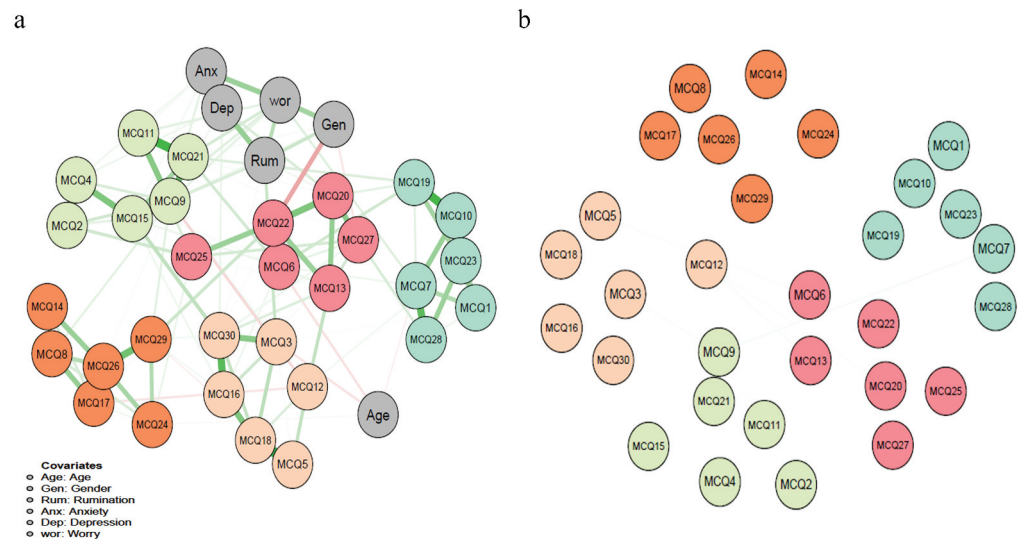 a
b
Anx
Dep
wor
Gen
Rum
MCQ11
MCQ21
MCQ4
MCQ9
MCQ2
MCQ15
MCQ20
MCQ22
MCQ27
MCQ25
MCQ6
MCQ13
MCQ19
MCQ10
MCQ23
MCQ7
MCQ1
MCQ28
MCQ14
MCQ8
MCQ29
MCQ26
MCQ17
MCQ24
MCQ30
MCQ3
MCQ16
MCQ12
MCQ18
MCQ5
Age
Covariates
Age: Age
Gen: Gender
Rum: Rumination
Anx: Anxiety
Dep: Depression
wor: Worry
MCQ14
MCQ8
MCQ17
MCQ26
MCQ24
MCQ29
MCQ1
MCQ10
MCQ23
MCQ19
MCQ7
MCQ28
MCQ5
MCQ18
MCQ12
MCQ3
MCQ16
MCQ30
MCQ6
MCQ22
MCQ13
MCQ20
MCQ25
MCQ27
MCQ9
MCQ21
MCQ11
MCQ15
MCQ4
MCQ2